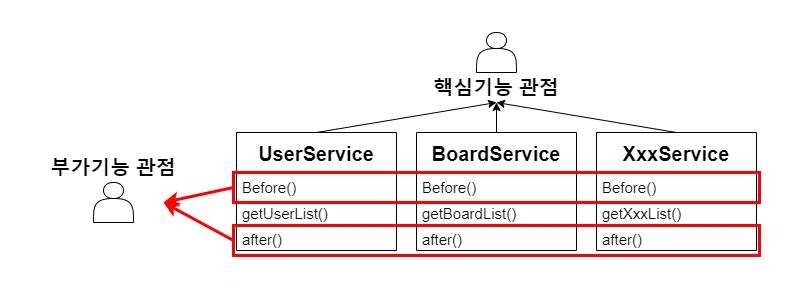 핵심기능 관점
부가기능 관점
UserService
BoardService
XxxService
Before()
Before()
Before()
getUserList()
getBoardList()
getXxxList()
after()
after()
after()